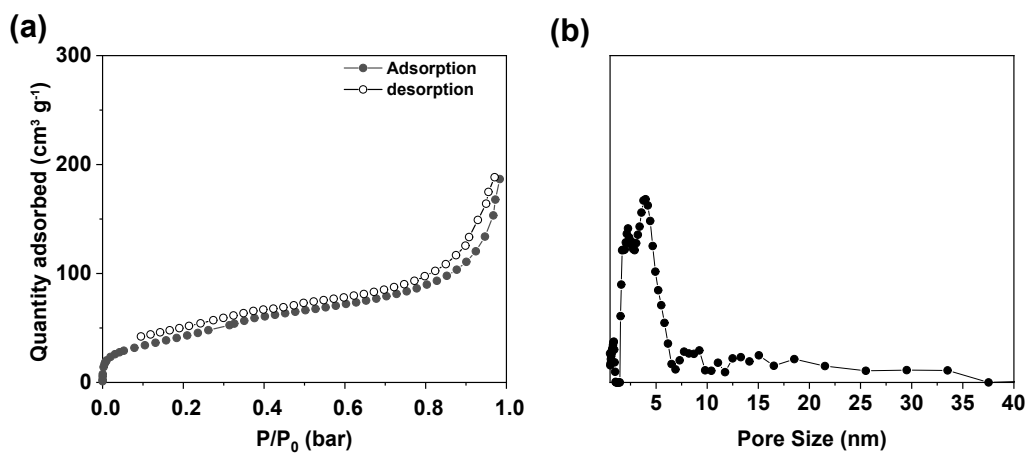 (a)
300
200
100
0
Quantity adsorbed (cm³ g⁻¹)
Adsorption
desorption
0.0 0.2 0.4 0.6 0.8 1.0
P/P₀ (bar)
(b)
5 10 15 20 25 30 35 40
Pore Size (nm)